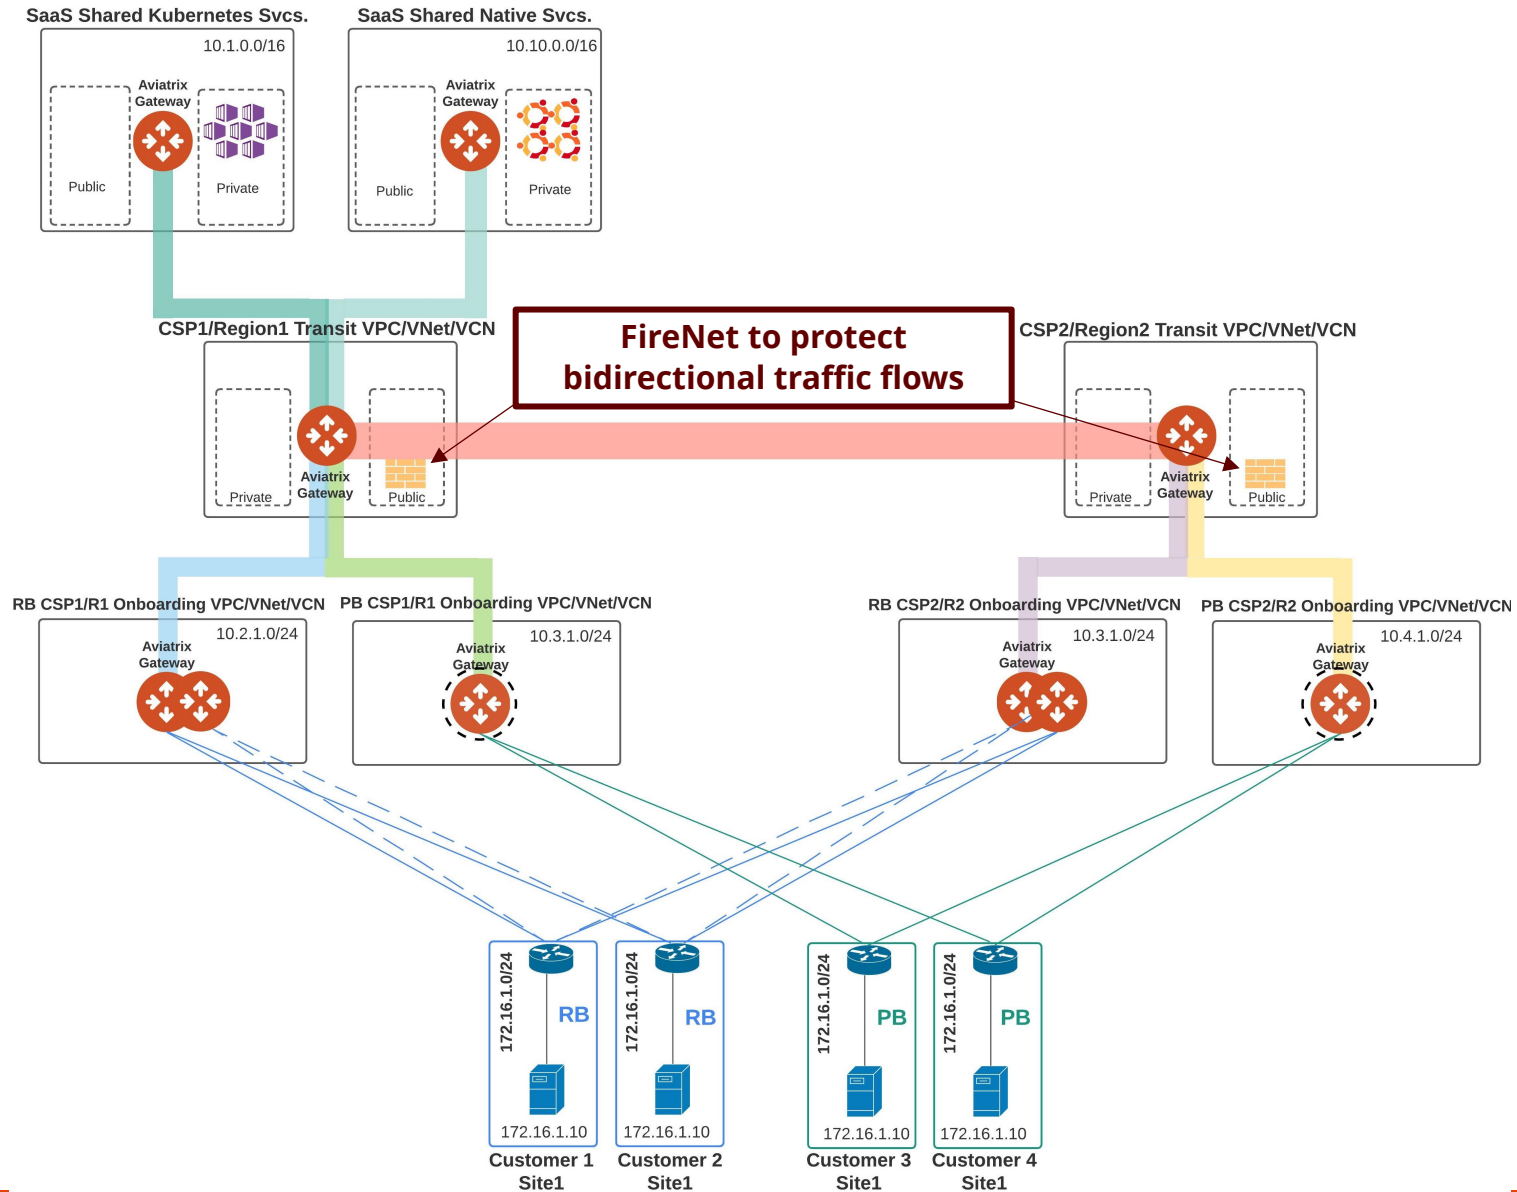 SaaS Shared Kubernetes Svcs.
SaaS Shared Native Svcs.
10.1.0.0/16
10.10.0.0/16
Aviatrix
Gateway
Aviatrix
Gateway
Public
Private
Public
Private
CSP1/Region1 Transit VPC/VNet/VCN
FireNet to protect
bidirectional traffic flows
CSP2/Region2 Transit VPC/VNet/VCN
Aviatrix
Gateway
Private
Public
Aviatrix
Gateway
Private
Public
RB CSP1/R1 Onboarding VPC/VNet/VCN
PB CSP1/R1 Onboarding VPC/VNet/VCN
RB CSP2/R2 Onboarding VPC/VNet/VCN
PB CSP2/R2 Onboarding VPC/VNet/VCN
10.2.1.0/24
10.3.1.0/24
10.3.1.0/24
10.4.1.0/24
Aviatrix
Gateway
Aviatrix
Gateway
Aviatrix
Gateway
Aviatrix
Gateway
172.16.1.0/24
RB
172.16.1.10
Customer 1
Site1
172.16.1.0/24
RB
172.16.1.10
Customer 2
Site1
172.16.1.0/24
PB
172.16.1.10
Customer 3
Site1
172.16.1.0/24
PB
172.16.1.10
Customer 4
Site1